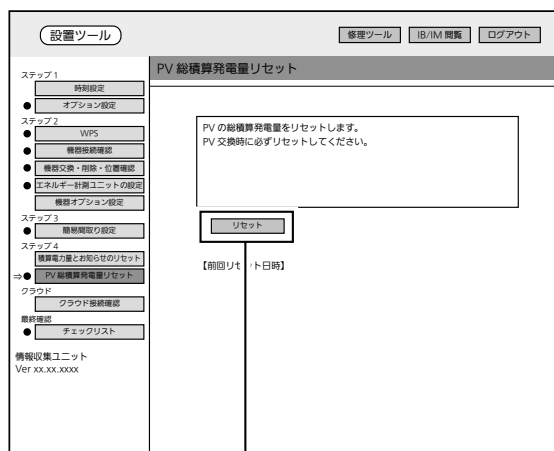 設置ツール
修理ツール
IB/IM 閲覧
ログアウト
ステップ 1
時刻設定
● オプション設定
ステップ 2
● WPS
● 機器接続確認
● 機器交換・削除・位置確認
● エネルギー計測ユニットの設定
機器オプション設定
ステップ 3
● 簡易間取り設定
ステップ 4
積算電力量とお知らせのリセット
⇒● PV 総積算発電量リセット
クラウド
クラウド接続確認
最終確認
● チェックリスト
情報収集ユニット
Ver xx.xx.xxxx
PV 総積算発電量リセット
PV の総積算発電量をリセットします。
PV 交換時に必ずリセットしてください。
リセット
【前回リセット日時】